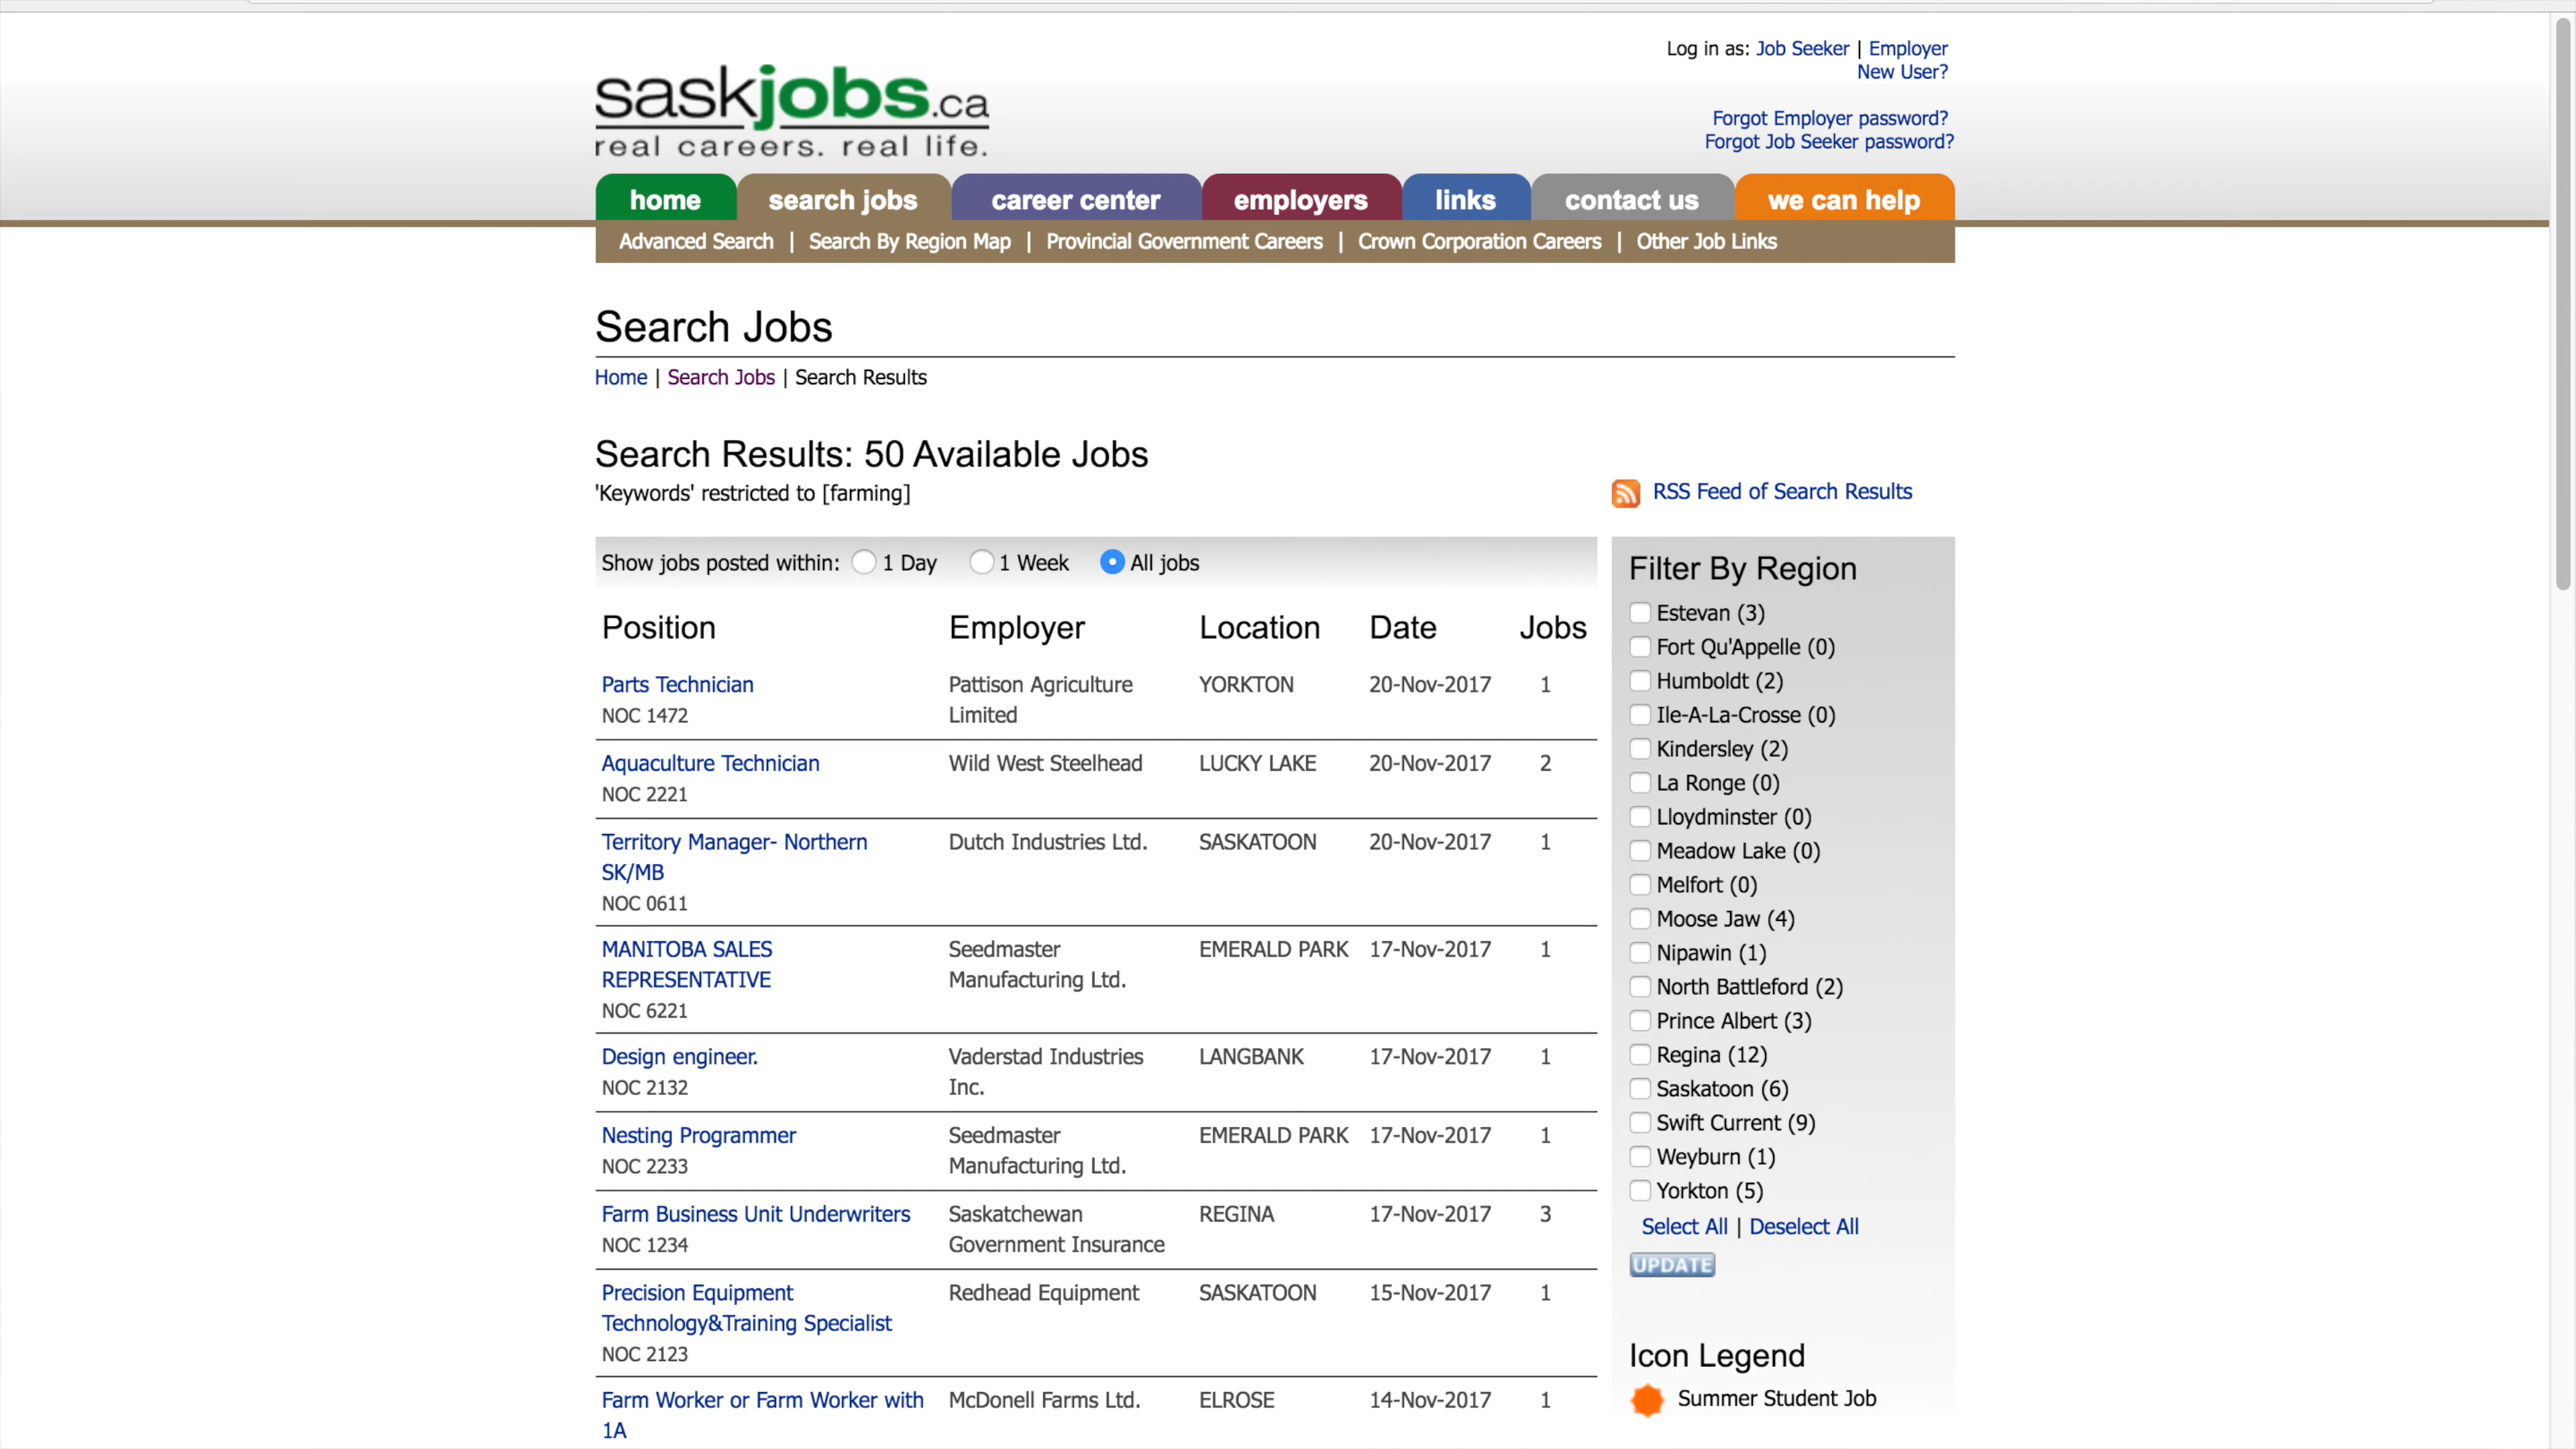 Log in as: Job Seeker | Employer
New User?
Forgot Employer password?
Forgot Job Seeker password?
saskjobs.ca
real careers. real life.
home search jobs career center employers links contact us we can help
Advanced Search | Search By Region Map | Provincial Government Careers | Crown Corporation Careers | Other Job Links
Search Jobs
Home | Search Jobs | Search Results
Search Results: 50 Available Jobs
'Keywords' restricted to [farming]
RSS Feed of Search Results
Show jobs posted within: 1 Day 1 Week All jobs
Position Employer Location Date Jobs
Parts Technician Pattison Agriculture YORKTON 20-Nov-2017 1
NOC 1472 Limited
Aquaculture Technician Wild West Steelhead LUCKY LAKE 20-Nov-2017 2
NOC 2221
Territory Manager- Northern Dutch Industries Ltd. SASKATOON 20-Nov-2017 1
SK/MB
NOC 0611
MANITOBA SALES Seedmaster EMERALD PARK 17-Nov-2017 1
REPRESENTATIVE Manufacturing Ltd.
NOC 6221
Design engineer. Vaderstad Industries LANGBANK 17-Nov-2017 1
NOC 2132 Inc.
Nesting Programmer Seedmaster EMERALD PARK 17-Nov-2017 1
NOC 2233 Manufacturing Ltd.
Farm Business Unit Underwriters Saskatchewan REGINA 17-Nov-2017 3
NOC 1234 Government Insurance
Precision Equipment Redhead Equipment SASKATOON 15-Nov-2017 1
Technology&Training Specialist
NOC 2123
Farm Worker or Farm Worker with McDonell Farms Ltd. ELROSE 14-Nov-2017 1
1A
Filter By Region
Estevan (3)
Fort Qu'Appelle (0)
Humboldt (2)
Ile-A-La-Crosse (0)
Kindersley (2)
La Ronge (0)
Lloydminster (0)
Meadow Lake (0)
Melfort (0)
Moose Jaw (4)
Nipawin (1)
North Battleford (2)
Prince Albert (3)
Regina (12)
Saskatoon (6)
Swift Current (9)
Weyburn (1)
Yorkton (5)
Select All | Deselect All
UPDATE
Icon Legend
Summer Student Job